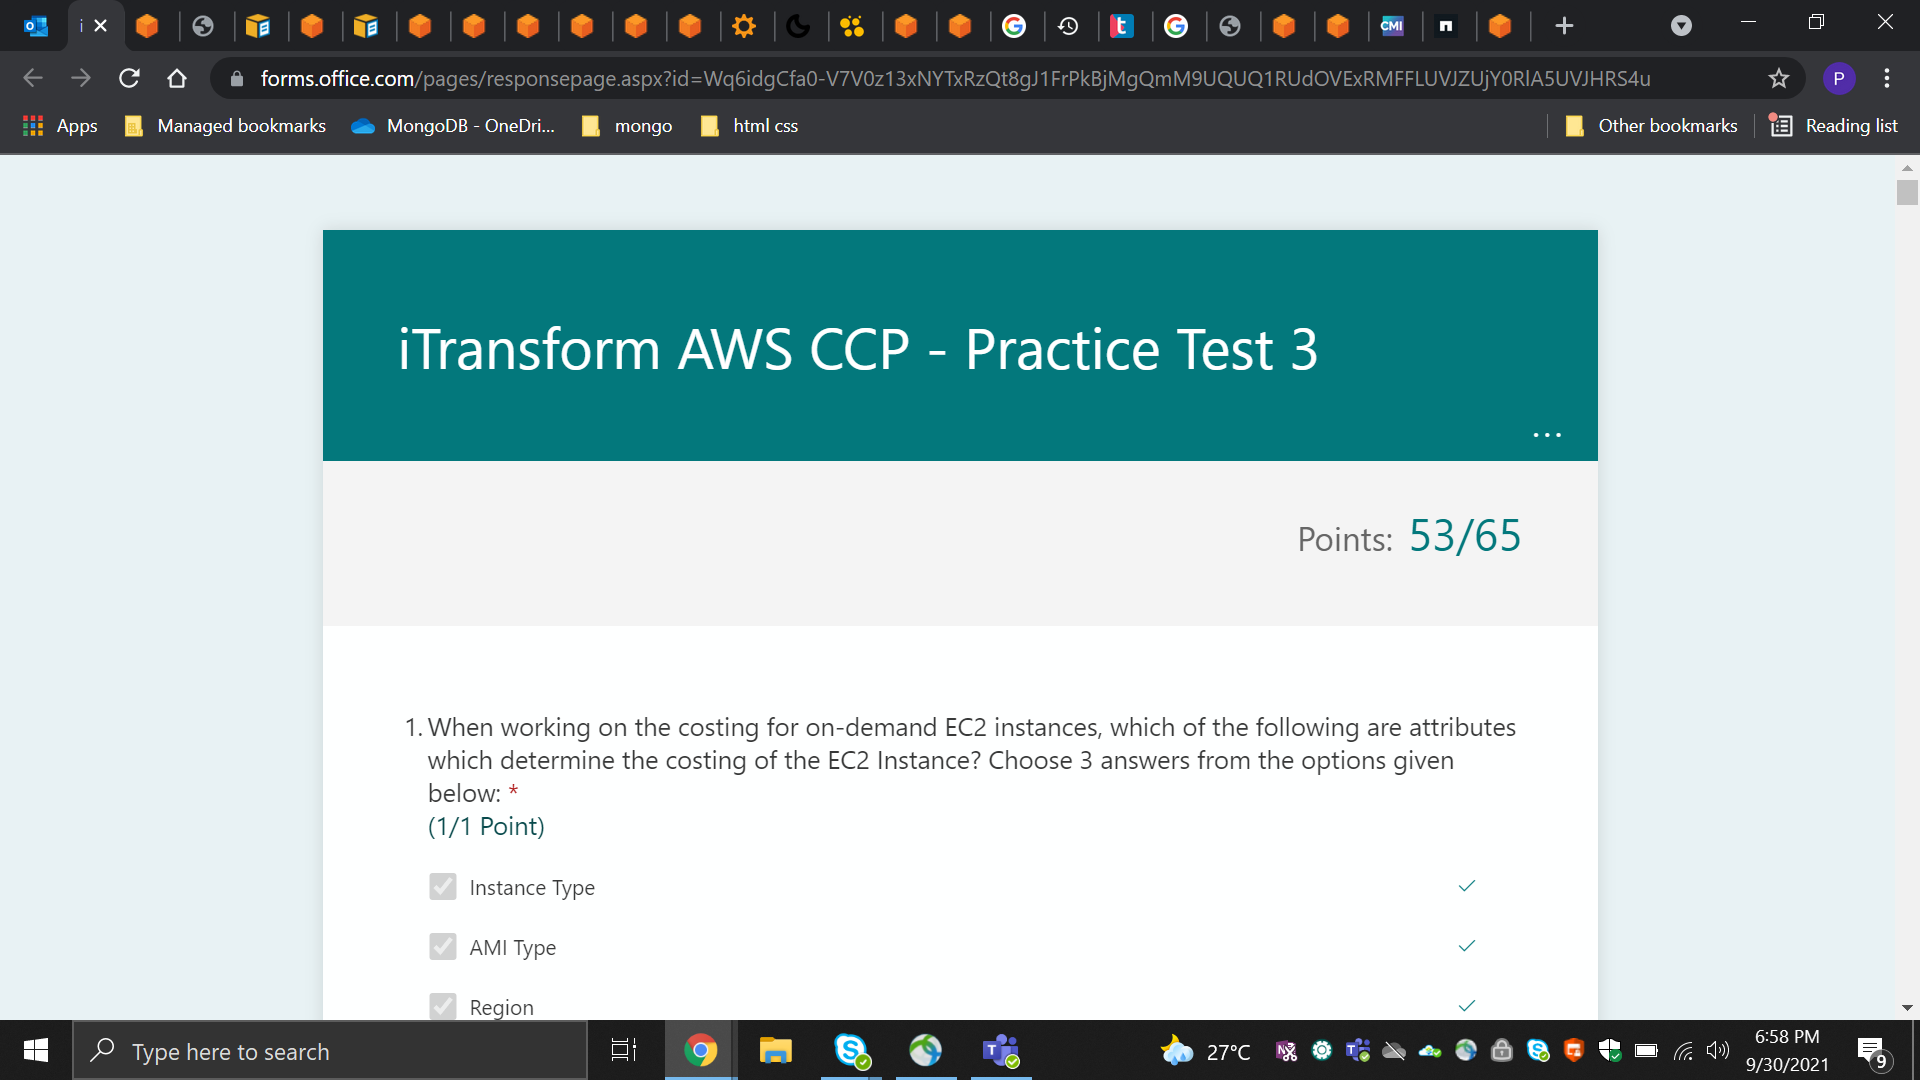 i
CMI
forms.office.com/pages/responsepage.aspx?id=Wq6idgCfa0-V7V0z13xNYTxRzQt8gJ1FrPkBjMgQmM9UQUQ1RUdOVExRMFFLUVJZUjY0RlA5UVJHRS4u
P
Apps
Managed bookmarks
MongoDB - OneDri...
mongo
html css
Other bookmarks
Reading list
iTransform AWS CCP - Practice Test 3
...
Points: 53/65
1. When working on the costing for on-demand EC2 instances, which of the following are attributes
which determine the costing of the EC2 Instance? Choose 3 answers from the options given
below: *
(1/1 Point)
Instance Type
AMI Type
Region
Type here to search
27°C
6:58 PM
9/30/2021
9